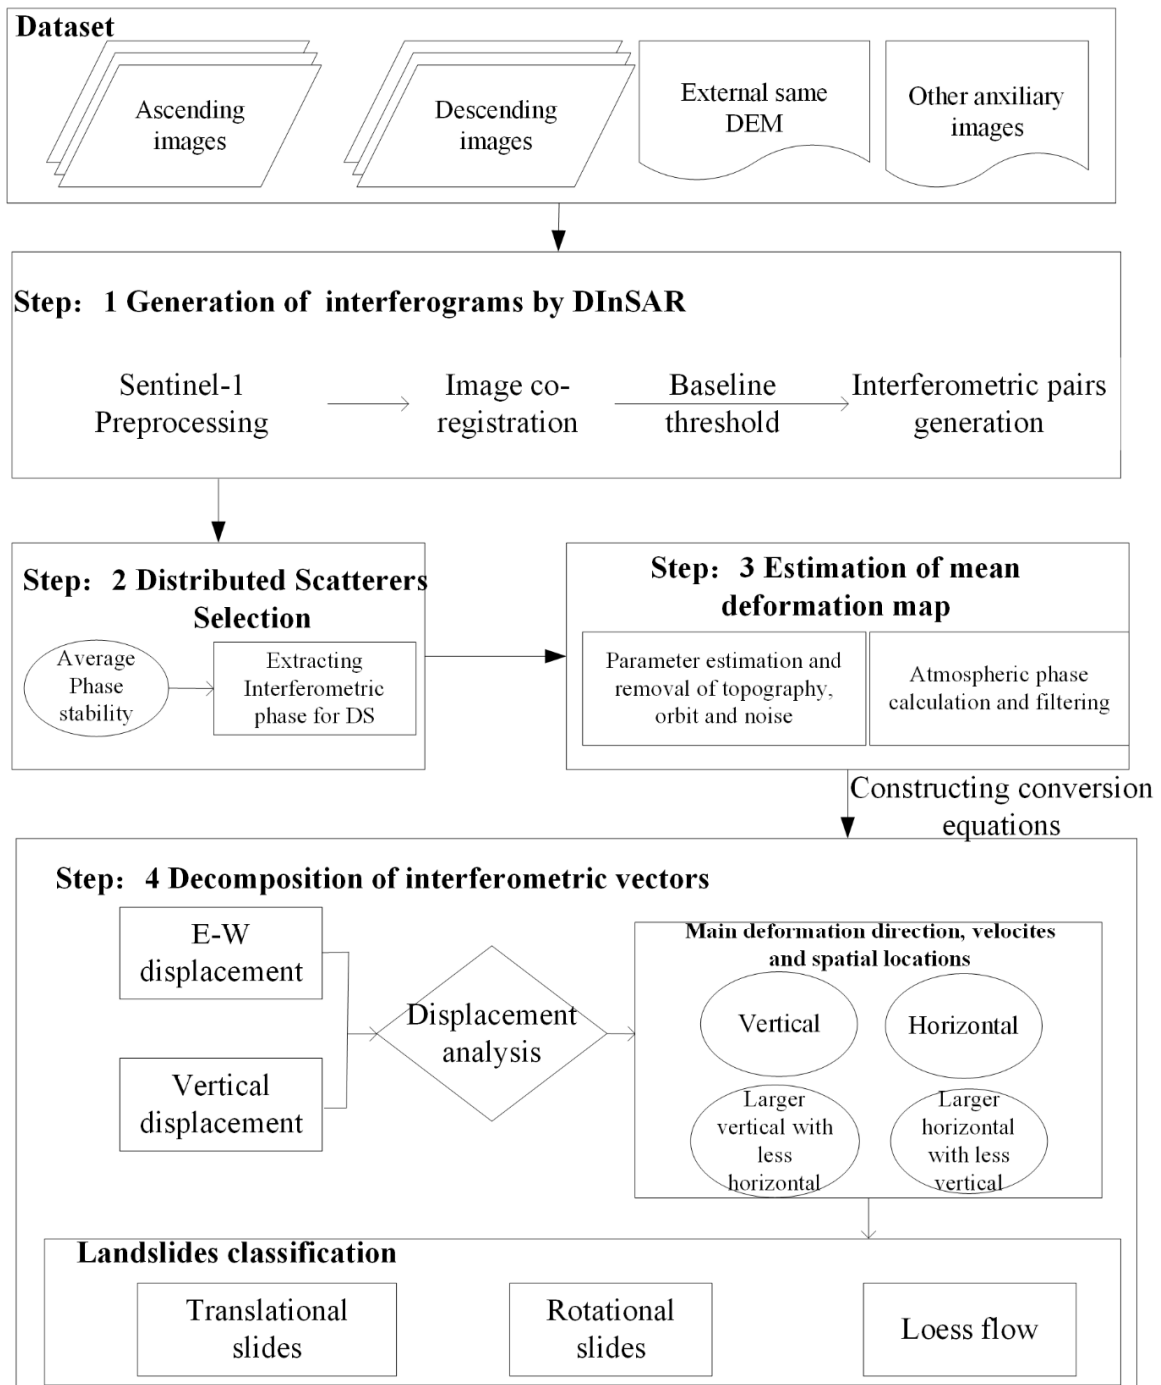 Dataset
Ascending
images
Descending
images
External same
DEM
Other anxiliary
images
Step： 1 Generation of interferograms by DInSAR
Sentinel-1
Preprocessing
Image co-
registration
Baseline
threshold
Interferometric pairs
generation
Step： 2 Distributed Scatterers
Selection
Average
Phase
stability
Extracting
Interferometric
phase for DS
Step： 3 Estimation of mean
deformation map
Parameter estimation and
removal of topography,
orbit and noise
Atmospheric phase
calculation and filtering
Constructing conversion
equations
Step： 4 Decomposition of interferometric vectors
E-W
displacement
Vertical
displacement
Displacement
analysis
Main deformation direction, velocites
and spatial locations
Vertical
Horizontal
Larger
vertical with
less
horizontal
Larger
horizontal
with less
vertical
Landslides classification
Translational
slides
Rotational
slides
Loess flow